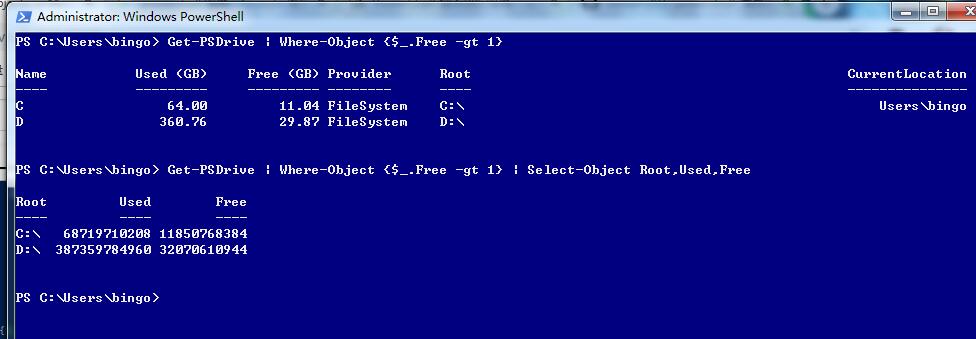 Administrator: Windows PowerShell
PS C:\Users\bingo> Get-PSDrive | Where-Object {$_.Free -gt 1}
Name Used (GB) Free (GB) Provider Root CurrentLocation
---- --------- --------- -------- ---- ---------------
C 64.00 11.04 FileSystem C:\ Users\bingo
D 360.76 29.87 FileSystem D:\
PS C:\Users\bingo> Get-PSDrive | Where-Object {$_.Free -gt 1} | Select-Object Root,Used,Free
Root Used Free
---- ---- ----
C:\ 68719710208 11850768384
D:\ 387359784960 32070610944
PS C:\Users\bingo>